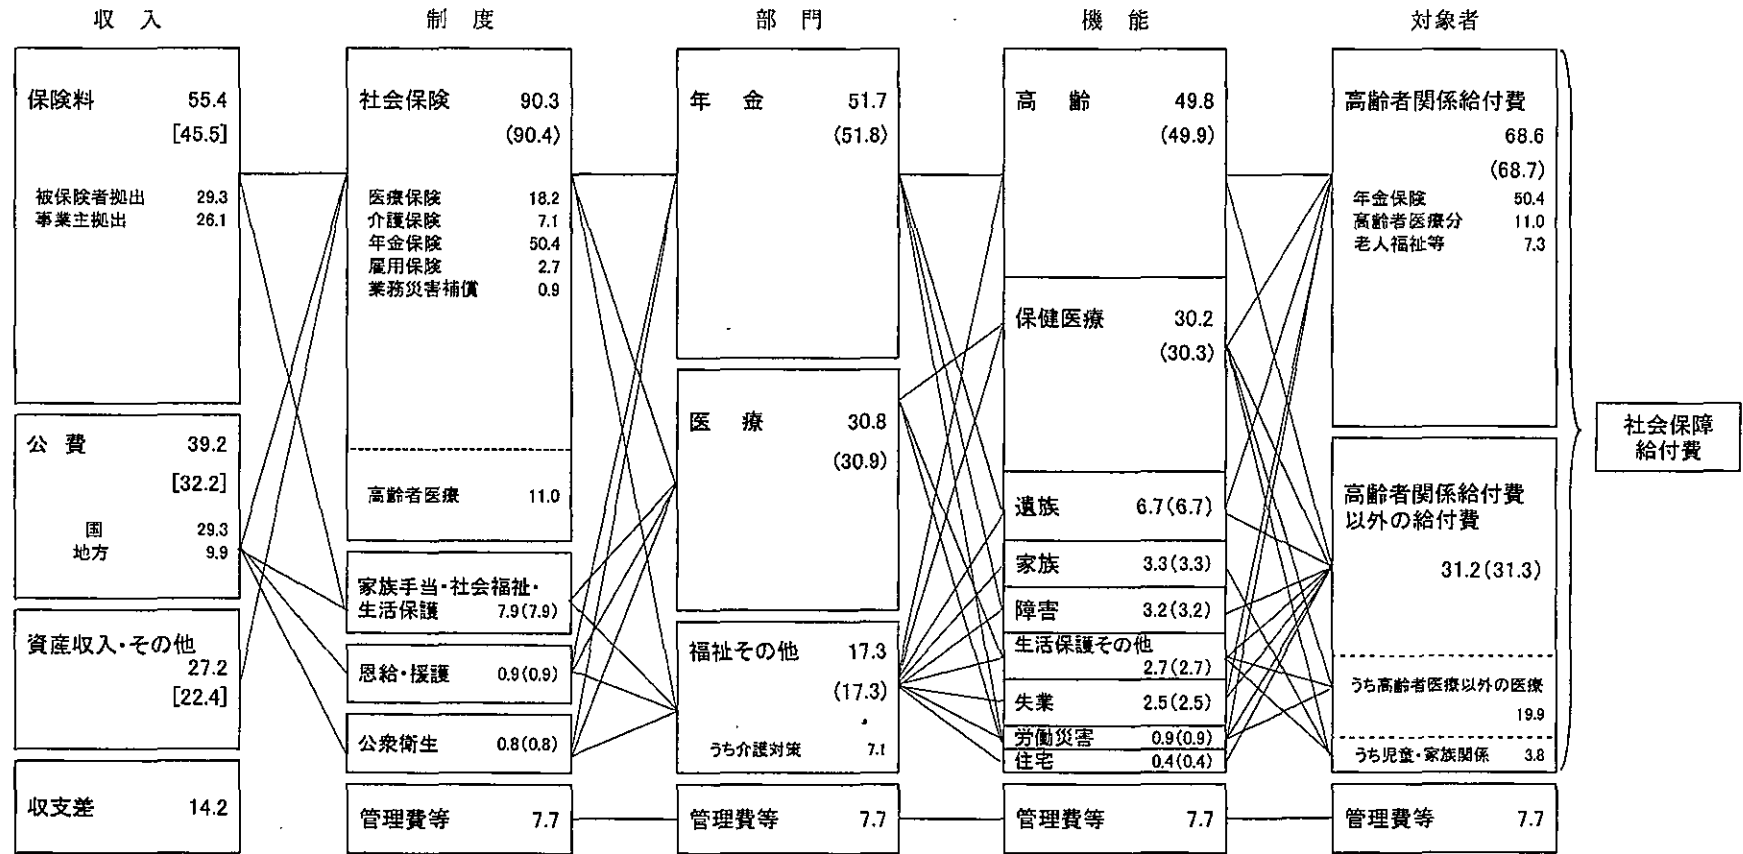 収 入
保険料 55.4
[45.5]
被保険者拠出 29.3
事業主拠出 26.1
公 費 39.2
[32.2]
国 29.3
地方 9.9
資産収入・その他
27.2
[22.4]
収支差 14.2
制 度
社会保険 90.3
(90.4)
医療保険 18.2
介護保険 7.1
年金保険 50.4
雇用保険 2.7
業務災害補償 0.9
高齢者医療 11.0
家族手当・社会福祉・
生活保護 7.9(7.9)
恩給・援護 0.9(0.9)
公衆衛生 0.8(0.8)
管理費等 7.7
部 門
年 金 51.7
(51.8)
医 療 30.8
(30.9)
福祉その他 17.3
(17.3)
うち介護対策 7.1
管理費等 7.7
機 能
高 齢 49.8
(49.9)
保健医療 30.2
(30.3)
遺族 6.7(6.7)
家族 3.3(3.3)
障害 3.2(3.2)
生活保護その他
2.7(2.7)
失業 2.5(2.5)
労働災害 0.9(0.9)
住宅 0.4(0.4)
管理費等 7.7
対象者
高齢者関係給付費
68.6
(68.7)
年金保険 50.4
高齢者医療分 11.0
老人福祉等 7.3
高齢者関係給付費
以外の給付費
31.2(31.3)
うち高齢者医療以外の医療
19.9
うち児童・家族関係 3.8
管理費等 7.7
社会保障
給付費